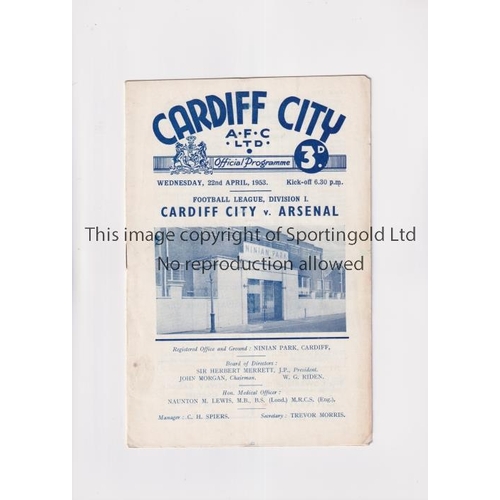 CARDIFF CITY
A·F·C
·LTD·
Official Programme
3D.
WEDNESDAY, 22nd APRIL, 1953. Kick-off 6.30 p.m.
FOOTBALL LEAGUE, DIVISION I.
CARDIFF CITY v. ARSENAL
This image copyright of Sportingold Ltd
NINIAN PARK
No reproduction allowed
Registered Office and Ground : NINIAN PARK, CARDIFF.
Board of Directors :
SIR HERBERT MERRETT, J.P., President.
JOHN MORGAN, Chairman. W. G. RIDEN.
Hon. Medical Officer :
NAUNTON M. LEWIS, M.B., B.S. (Lond.) M.R.C.S. (Eng.),
Manager : C. H. SPIERS. Secretary : TREVOR MORRIS.